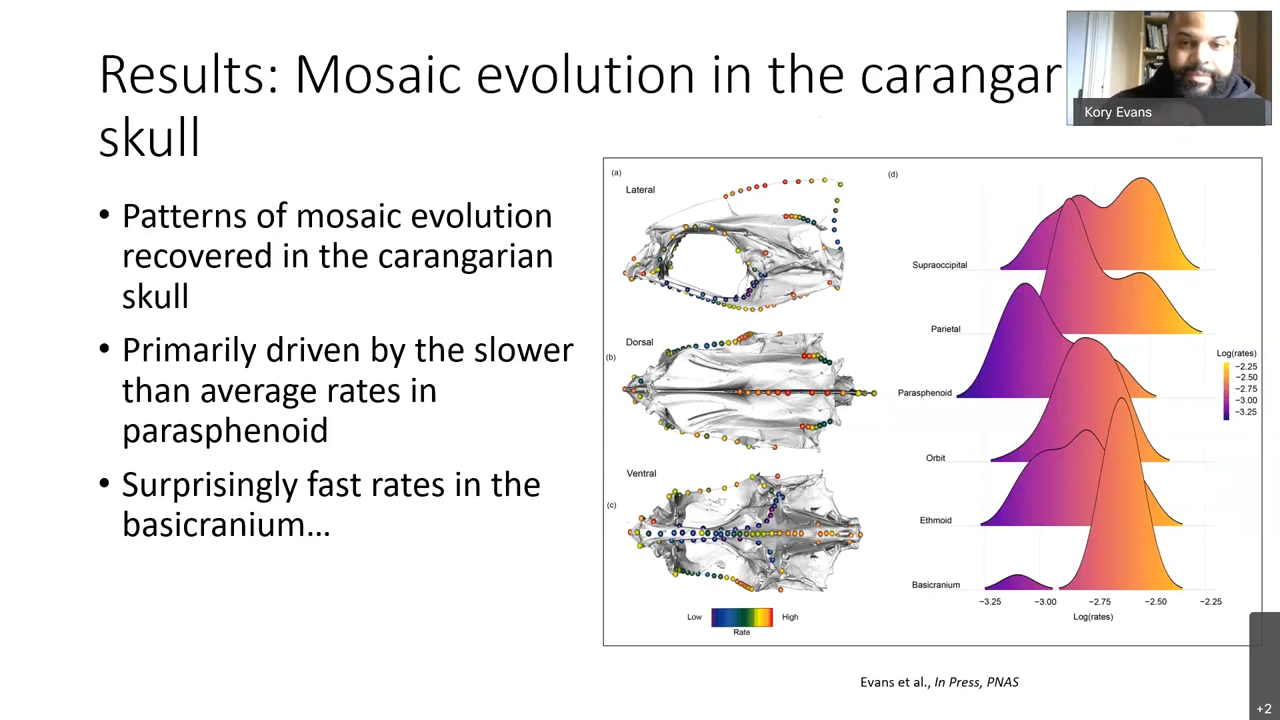 Results: Mosaic evolution in the carangar
skull
Kory Evans
• Patterns of mosaic evolution
recovered in the carangarian
skull
• Primarily driven by the slower
than average rates in
parasphenoid
• Surprisingly fast rates in the
basicranium...
(a)
Lateral
Dorsal
(b)
Ventral
(c)
Low
High
Rate
(d)
Supraoccipital
Parietal
Parasphenoid
Orbit
Ethmoid
Basicranium
−3.25 −3.00 −2.75 −2.50 −2.25
Log(rates)
Log(rates)
−2.25
−2.50
−2.75
−3.00
−3.25
Evans et al., In Press, PNAS
+2